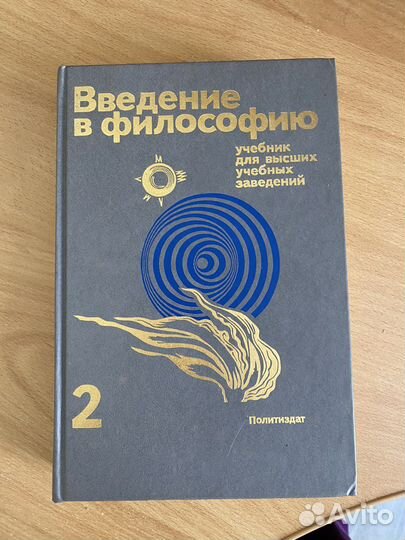 Введение
в философию
учебник
для высших
учебных
заведений
2
Политиздат
Avito